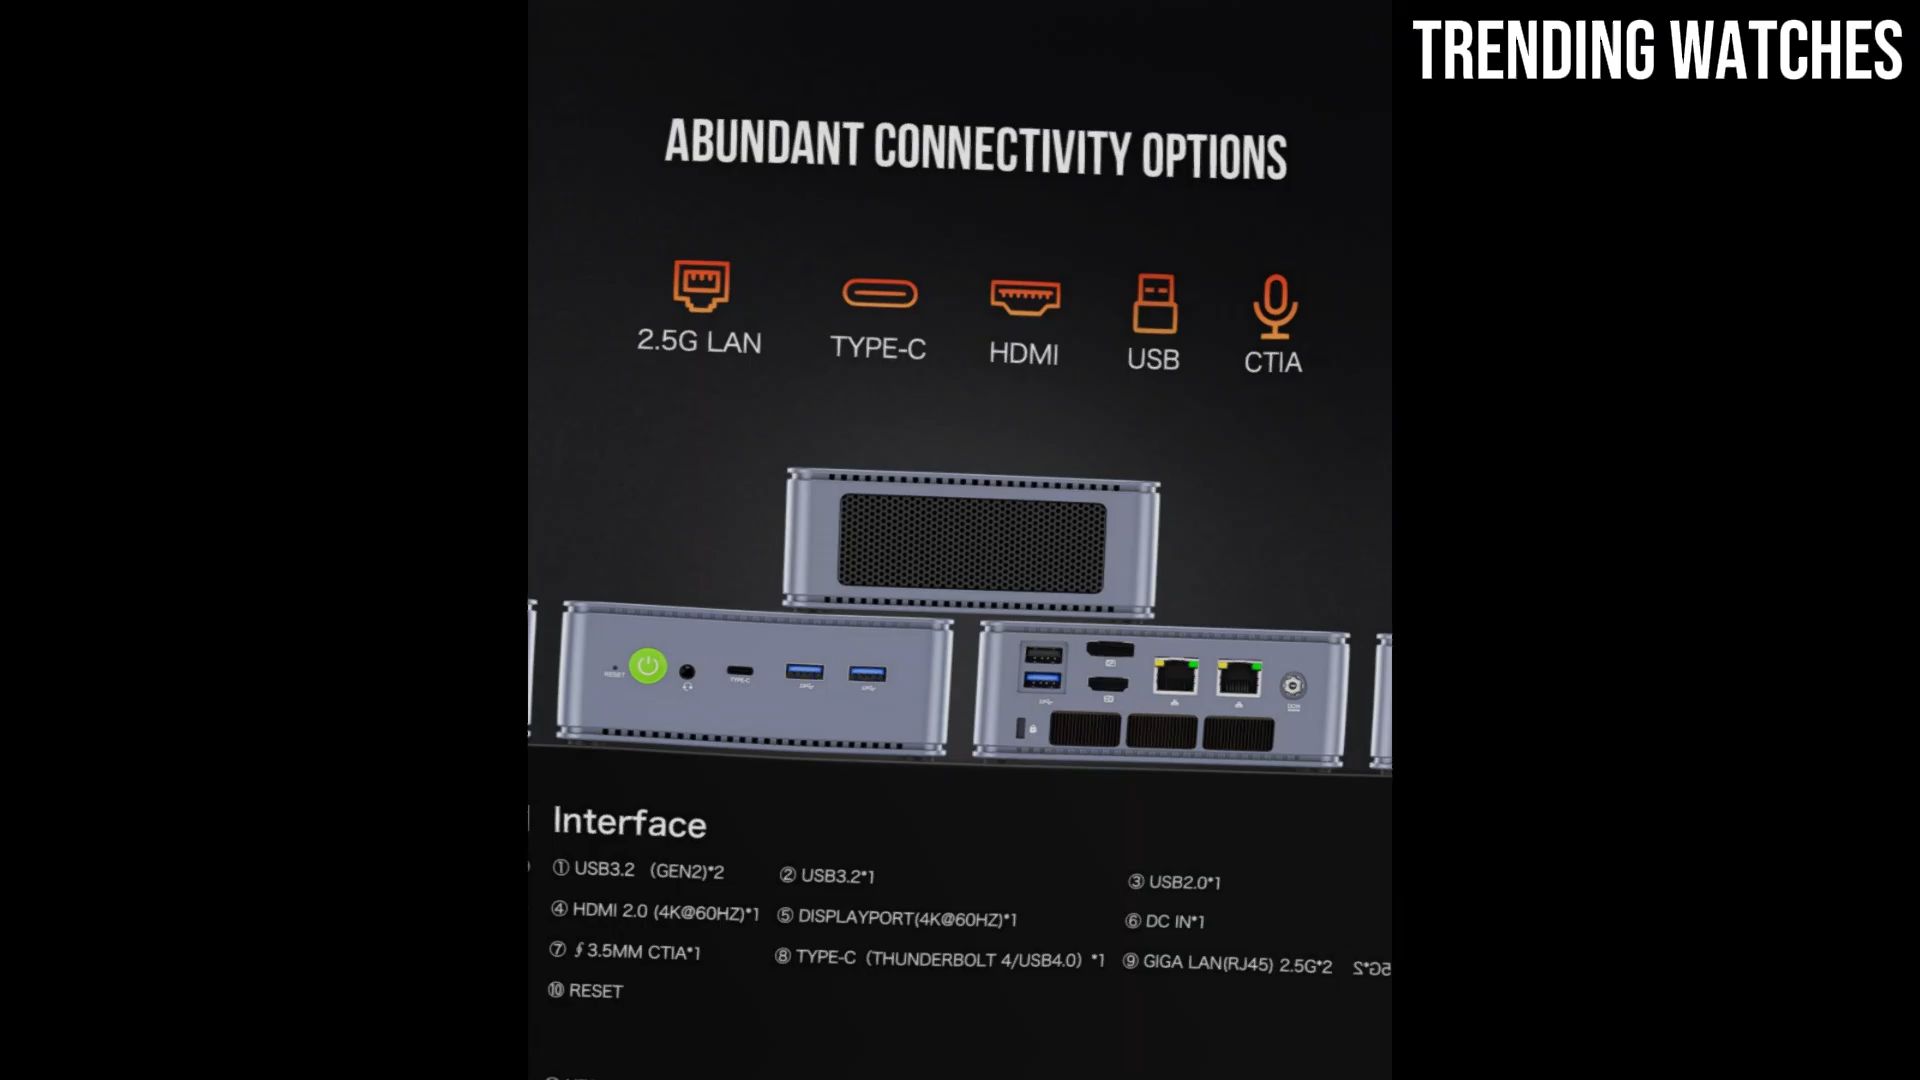 TRENDING WATCHES
ABUNDANT CONNECTIVITY OPTIONS
2.5G LAN
TYPE-C
HDMI
USB
CTIA
RESET
TYPE-C
Interface
① USB3.2 (GEN2)*2
② USB3.2*1
③ USB2.0*1
④ HDMI 2.0 (4K@60HZ)*1
⑤ DISPLAYPORT(4K@60HZ)*1
⑥ DC IN*1
⑦ ∮3.5MM CTIA*1
⑧ TYPE-C (THUNDERBOLT 4/USB4.0) *1
⑨ GIGA LAN(RJ45) 2.5G*2
⑩ RESET